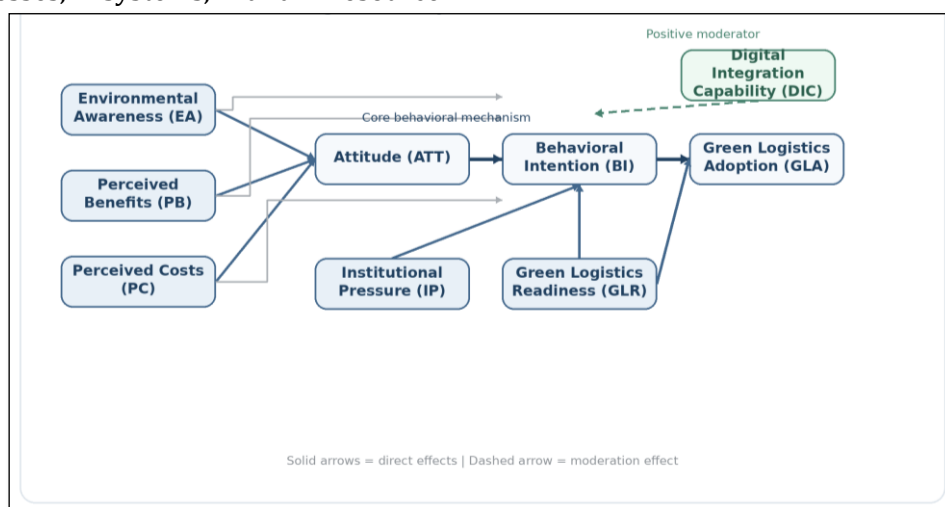 Positive moderator
Digital
Integration
Capability (DIC)
Environmental
Awareness (EA)
Core behavioral mechanism
Attitude (ATT)
Behavioral
Intention (BI)
Green Logistics
Adoption (GLA)
Perceived
Benefits (PB)
Perceived Costs
(PC)
Institutional
Pressure (IP)
Green Logistics
Readiness (GLR)
Solid arrows = direct effects | Dashed arrow = moderation effect